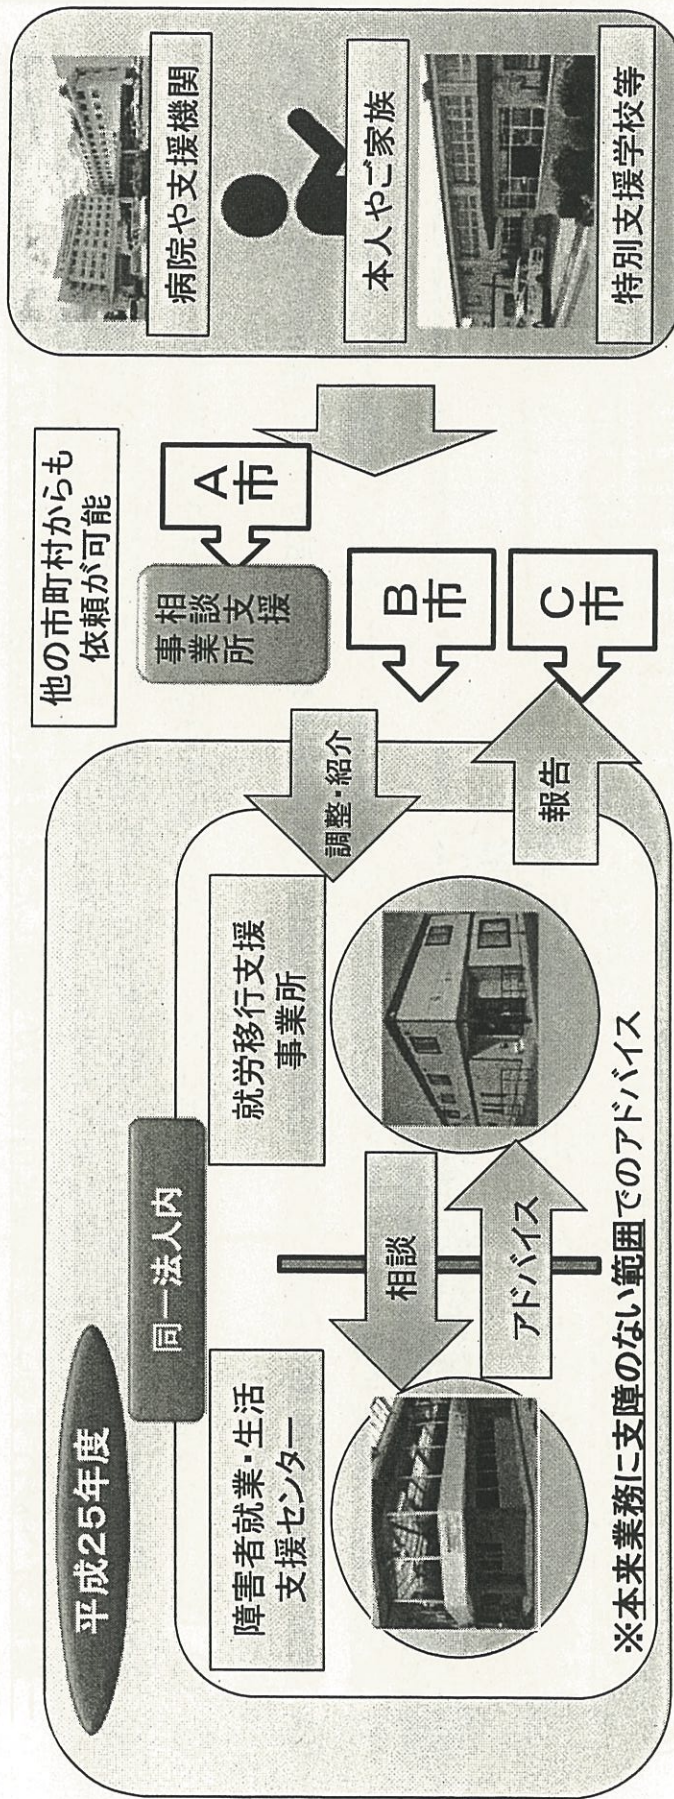 平成25年度
同一法人内
障害者就業・生活
支援センター
就労移行支援
事業所
相談
アドバイス
※本来業務に支障のない範囲でのアドバイス
調整・紹介
報告
他の市町村からも
依頼が可能
相談支援
事業所
A
市
B
市
C
市
病院や支援機関
本人やご家族
特別支援学校等